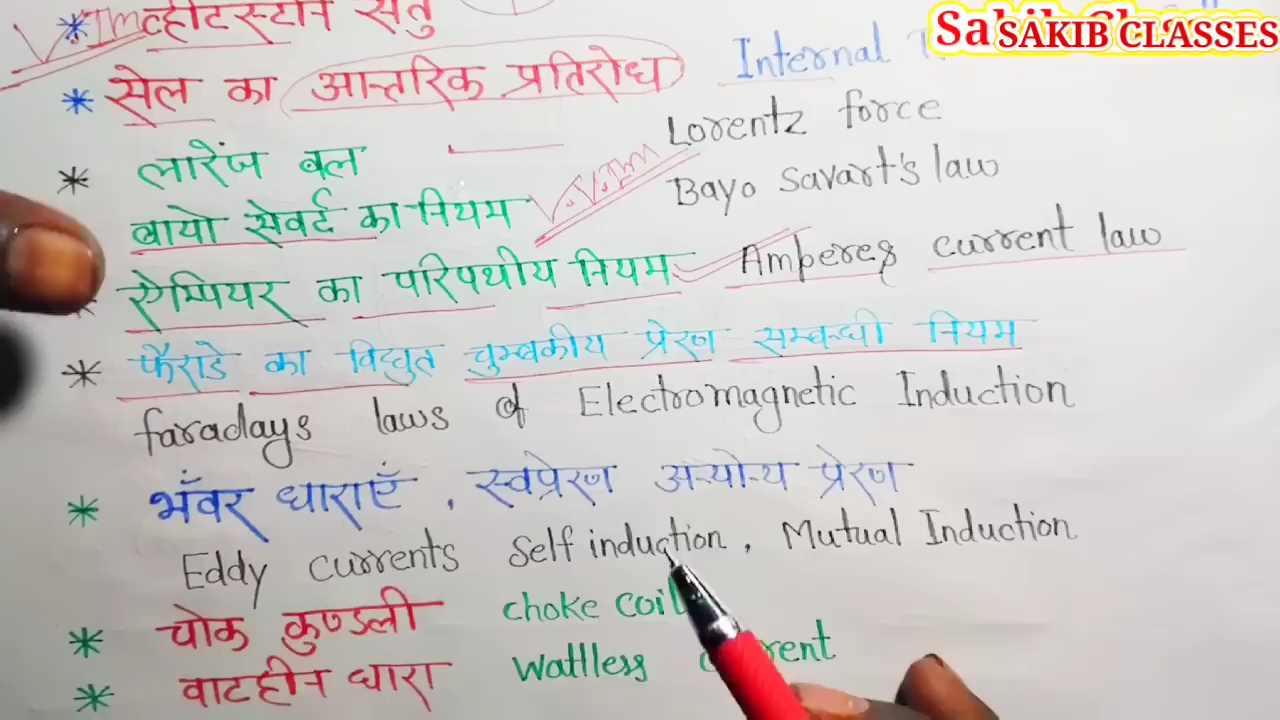 SAKIB CLASSES
V.Im व्हीटस्टोन सेतु
* सेल का आन्तरिक प्रतिरोध Internal
* लारेंज बल Lorentz force
बायो सेवर्ट का नियम V.V.Im Bayo Savart's law
* ऐम्पियर का परिपथीय नियम Amperes current law
* फैराडे का विद्युत चुम्बकीय प्रेरण सम्बन्धी नियम
faradays laws of Electromagnetic Induction
* भँवर धाराएँ , स्वप्रेरण अन्योन्य प्रेरण
Eddy currents Self induction , Mutual Induction
* चोक कुण्डली choke coil
* वाटहीन धारा wattless current